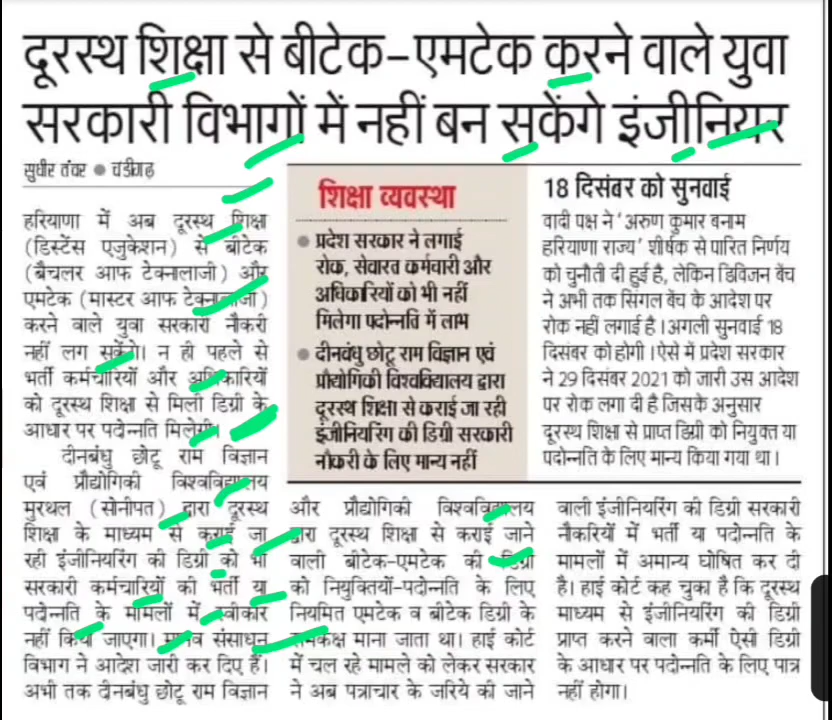 दूरस्थ शिक्षा से बीटेक-एमटेक करने वाले युवा
सरकारी विभागों में नहीं बन सकेंगे इंजीनियर
सुधीर तंवर ● चंडीगढ़
हरियाणा में अब दूरस्थ शिक्षा
(डिस्टेंस एजुकेशन) से बीटेक
(बैचलर आफ टेक्नालाजी) और
एमटेक (मास्टर आफ टेक्नालाजी)
करने वाले युवा सरकारी नौकरी
नहीं लग सकेंगे। न ही पहले से
भर्ती कर्मचारियों और अधिकारियों
को दूरस्थ शिक्षा से मिली डिग्री के
आधार पर पदोन्नति मिलेगी।
दीनबंधु छोटू राम विज्ञान
एवं प्रौद्योगिकी विश्वविद्यालय
मुरथल (सोनीपत) द्वारा दूरस्थ
शिक्षा के माध्यम से कराई जा
रही इंजीनियरिंग की डिग्री को भी
सरकारी कर्मचारियों की भर्ती या
पदोन्नति के मामलों में स्वीकार
नहीं किया जाएगा। मानव संसाधन
विभाग ने आदेश जारी कर दिए हैं।
अभी तक दीनबंधु छोटू राम विज्ञान
शिक्षा व्यवस्था
● प्रदेश सरकार ने लगाई
रोक, सेवारत कर्मचारी और
अधिकारियों को भी नहीं
मिलेगा पदोन्नति में लाभ
● दीनवंधु छोटू राम विज्ञान एवं
प्रौद्योगिकी विश्वविद्यालय द्वारा
दूरस्थ शिक्षा से कराई जा रही
इंजीनियरिंग की डिग्री सरकारी
नौकरी के लिए मान्य नहीं
और प्रौद्योगिकी विश्वविद्यालय
द्वारा दूरस्थ शिक्षा से कराई जाने
वाली बीटेक-एमटेक की डिग्री
को नियुक्तियों-पदोन्नति के लिए
नियमित एमटेक व बीटेक डिग्री के
समकक्ष माना जाता था। हाई कोर्ट
में चल रहे मामले को लेकर सरकार
ने अब पत्राचार के जरिये की जाने
18 दिसंबर को सुनवाई
वादी पक्ष ने 'अरुण कुमार बनाम
हरियाणा राज्य' शीर्षक से पारित निर्णय
को चुनौती दी हुई है, लेकिन डिविजन बेंच
ने अभी तक सिंगल बेंच के आदेश पर
रोक नहीं लगाई है। अगली सुनवाई 18
दिसंबर को होगी। ऐसे में प्रदेश सरकार
ने 29 दिसंबर 2021 को जारी उस आदेश
पर रोक लगा दी है जिसके अनुसार
दूरस्थ शिक्षा से प्राप्त डिग्री को नियुक्त या
पदोन्नति के लिए मान्य किया गया था।
वाली इंजीनियरिंग की डिग्री सरकारी
नौकरियों में भर्ती या पदोन्नति के
मामलों में अमान्य घोषित कर दी
है। हाई कोर्ट कह चुका है कि दूरस्थ
माध्यम से इंजीनियरिंग की डिग्री
प्राप्त करने वाला कर्मी ऐसी डिग्री
के आधार पर पदोन्नति के लिए पात्र
नहीं होगा।